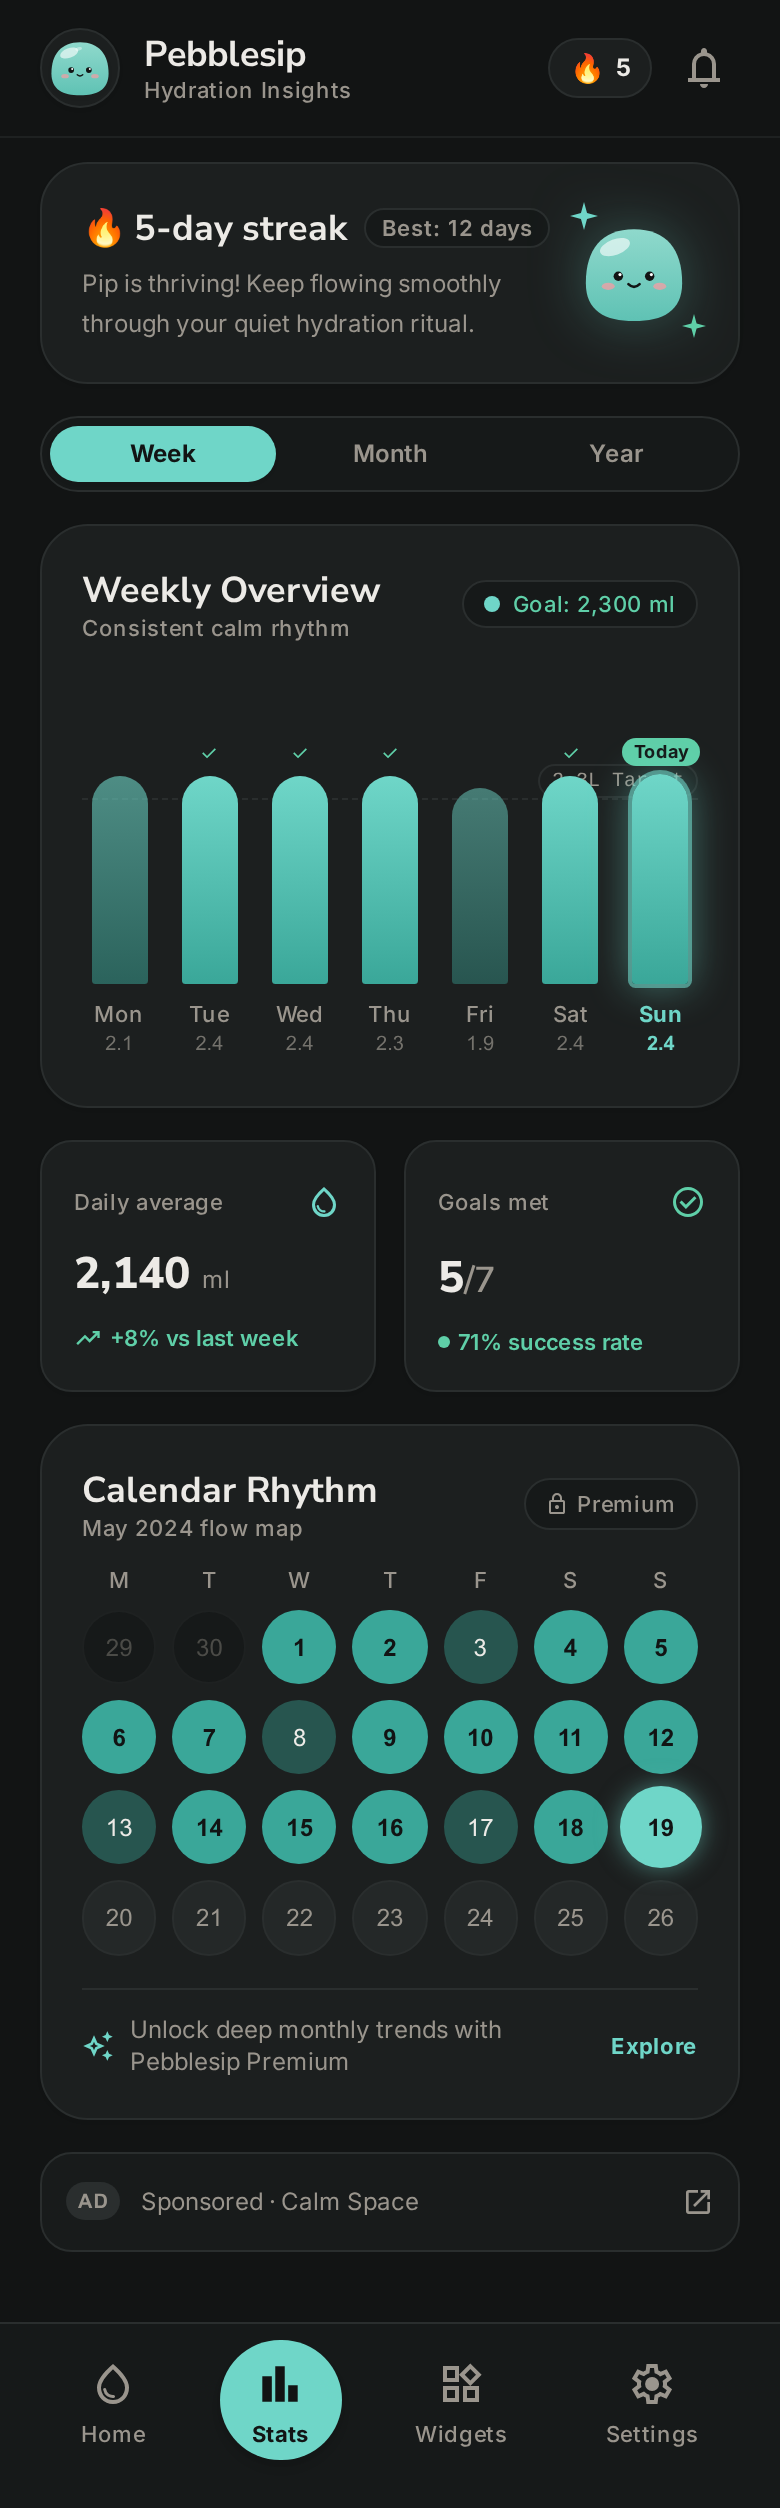 Pebblesip
Hydration Insights
🔥 5
🔥 5-day streak
Best: 12 days
Pip is thriving! Keep flowing smoothly
through your quiet hydration ritual.
Week Month Year
Weekly Overview
Consistent calm rhythm
Goal: 2,300 ml
Today
Mon Tue Wed Thu Fri Sat Sun
2.1 2.4 2.4 2.3 1.9 2.4 2.4
Daily average
2,140 ml
+8% vs last week
Goals met
5/7
71% success rate
Calendar Rhythm
May 2024 flow map
Premium
M T W T F S S
29 30 1 2 3 4 5
6 7 8 9 10 11 12
13 14 15 16 17 18 19
20 21 22 23 24 25 26
Unlock deep monthly trends with
Pebblesip Premium
Explore
AD Sponsored · Calm Space
Home Stats Widgets Settings